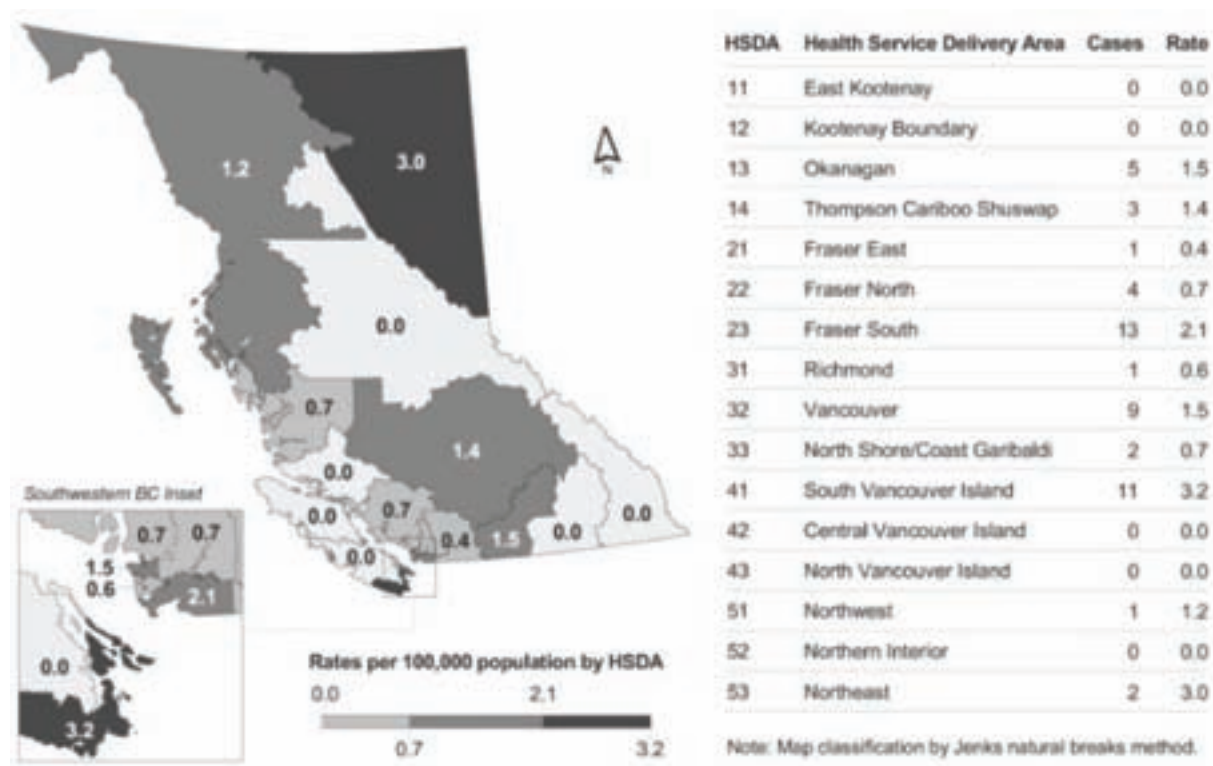 1.2
3.0
N
0.0
0.7
1.4
0.0
0.0
0.7
0.0
0.4
1.5
0.0
0.0
Southwestern BC Inset
0.7
0.7
1.5
0.6
2.1
0.0
3.2
Rates per 100,000 population by HSDA
0.0 2.1
0.7 3.2
HSDA Health Service Delivery Area Cases Rate
11 East Kootenay 0 0.0
12 Kootenay Boundary 0 0.0
13 Okanagan 5 1.5
14 Thompson Cariboo Shuswap 3 1.4
21 Fraser East 1 0.4
22 Fraser North 4 0.7
23 Fraser South 13 2.1
31 Richmond 1 0.6
32 Vancouver 9 1.5
33 North Shore/Coast Garibaldi 2 0.7
41 South Vancouver Island 11 3.2
42 Central Vancouver Island 0 0.0
43 North Vancouver Island 0 0.0
51 Northwest 1 1.2
52 Northern Interior 0 0.0
53 Northeast 2 3.0
Note: Map classification by Jenks natural breaks method.